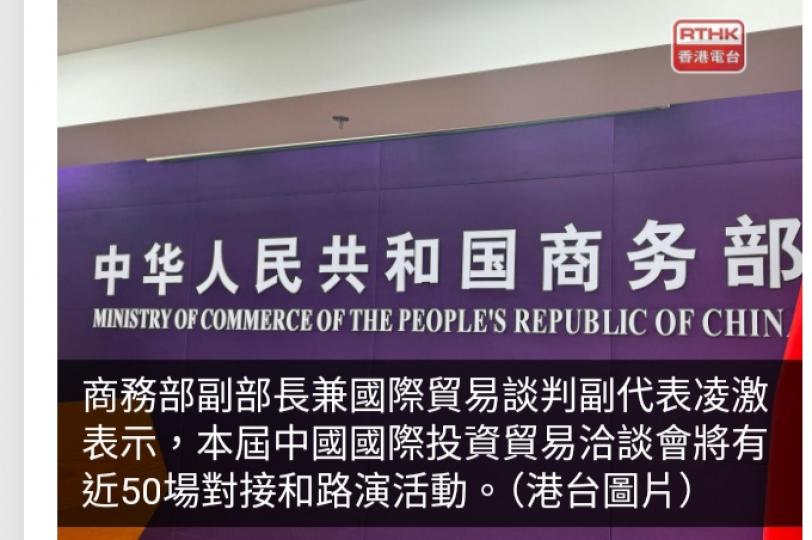 RTHK
香港電台
中华人民共和国商务部
MINISTRY OF COMMERCE OF THE PEOPLE'S REPUBLIC OF CHIN
商務部副部長兼國際貿易談判副代表凌激
表示，本屆中國國際投資貿易洽談會將有
近50場對接和路演活動。（港台圖片）